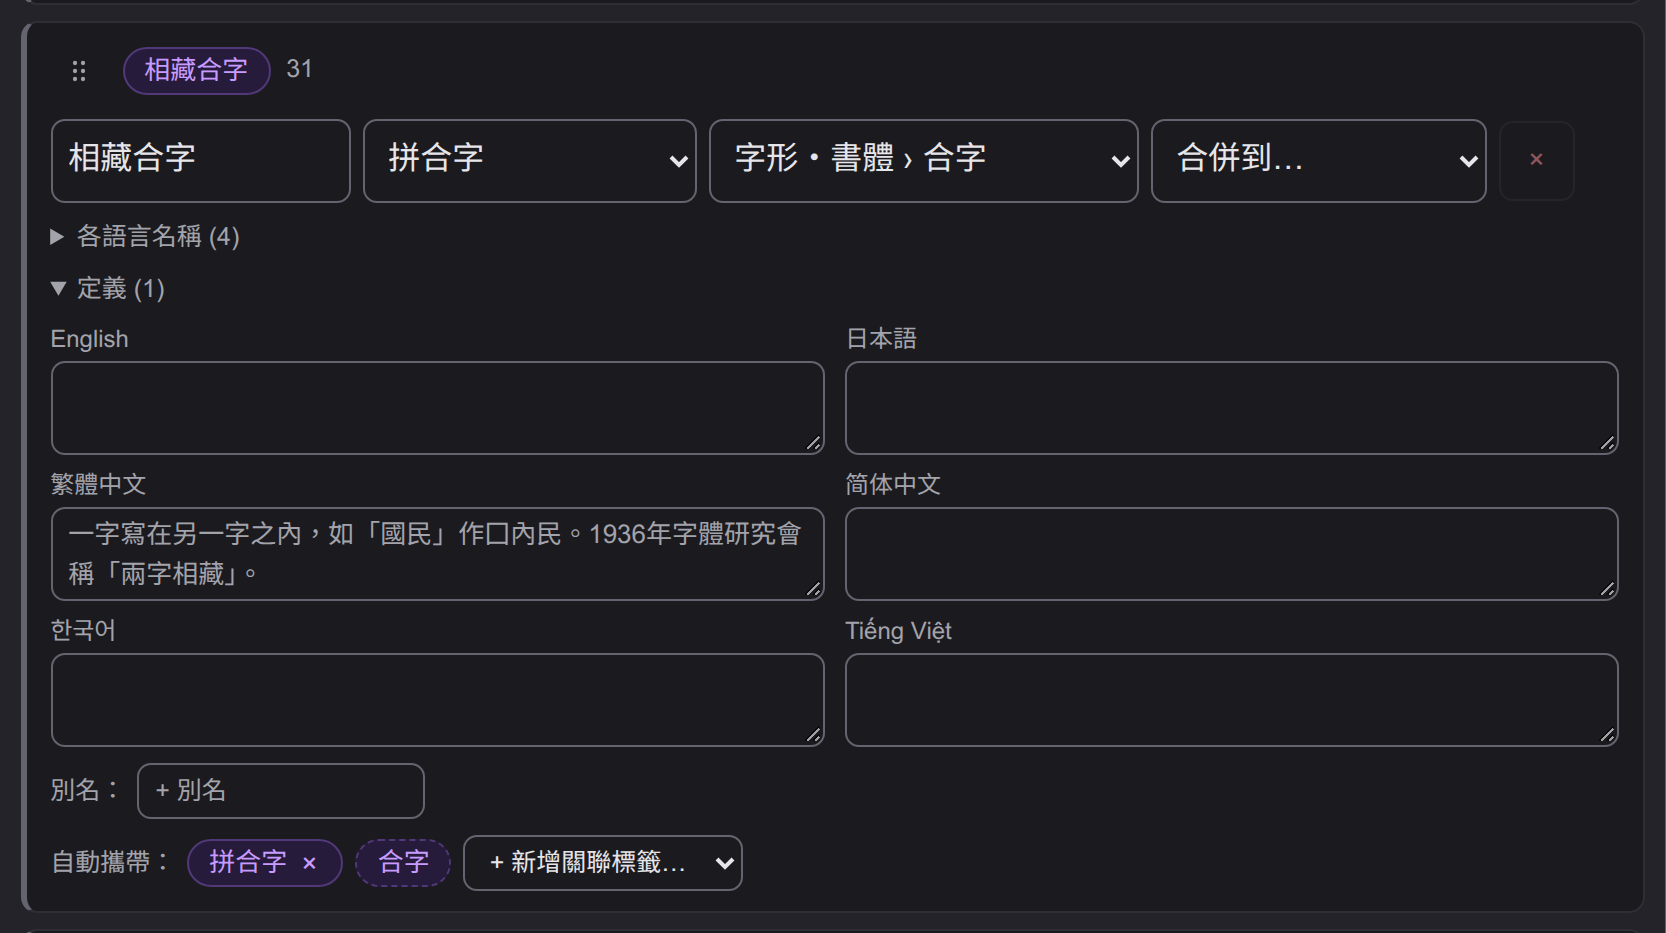 相藏合字 31
相藏合字 拼合字 字形・書體 › 合字 合併到… ×
▶ 各語言名稱 (4)
▼ 定義 (1)
English 日本語
繁體中文 简体中文
一字寫在另一字之內，如「國民」作囗內民。1936年字體研究會
稱「兩字相藏」。
한국어 Tiếng Việt
別名： + 別名
自動攜帶： 拼合字 × 合字 + 新增關聯標籤…